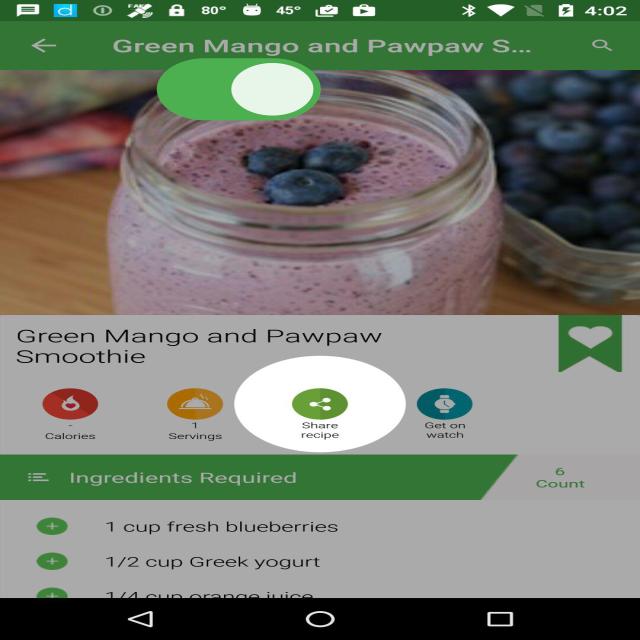 80° 45° 4:02
Green Mango and Pawpaw S...
Green Mango and Pawpaw
Smoothie
- 1 Share Get on
Calories Servings recipe watch
Ingredients Required
6
Count
1 cup fresh blueberries
1/2 cup Greek yogurt
1/4 cup orange juice